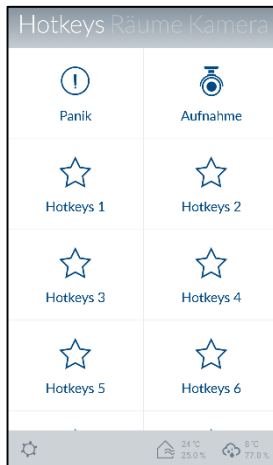 Hotkeys Räume Kamera
Panik Aufnahme
Hotkeys 1 Hotkeys 2
Hotkeys 3 Hotkeys 4
Hotkeys 5 Hotkeys 6
24 °C 8 °C
25.0 % 77.0 %